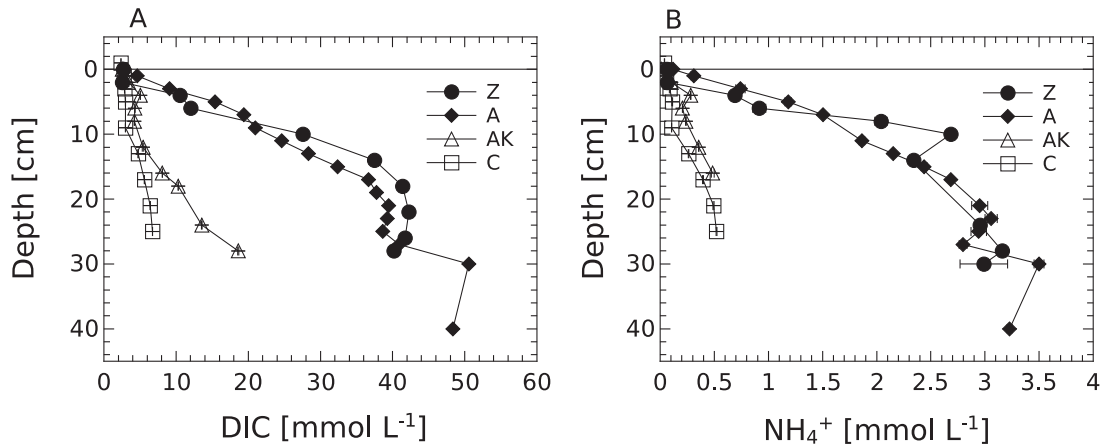 A
0
10
20
30
40
Depth [cm]
Z
A
AK
C
0 10 20 30 40 50 60
DIC [mmol L⁻¹]
B
0
10
20
30
40
Depth [cm]
Z
A
AK
C
0 0.5 1 1.5 2 2.5 3 3.5 4
NH₄⁺ [mmol L⁻¹]